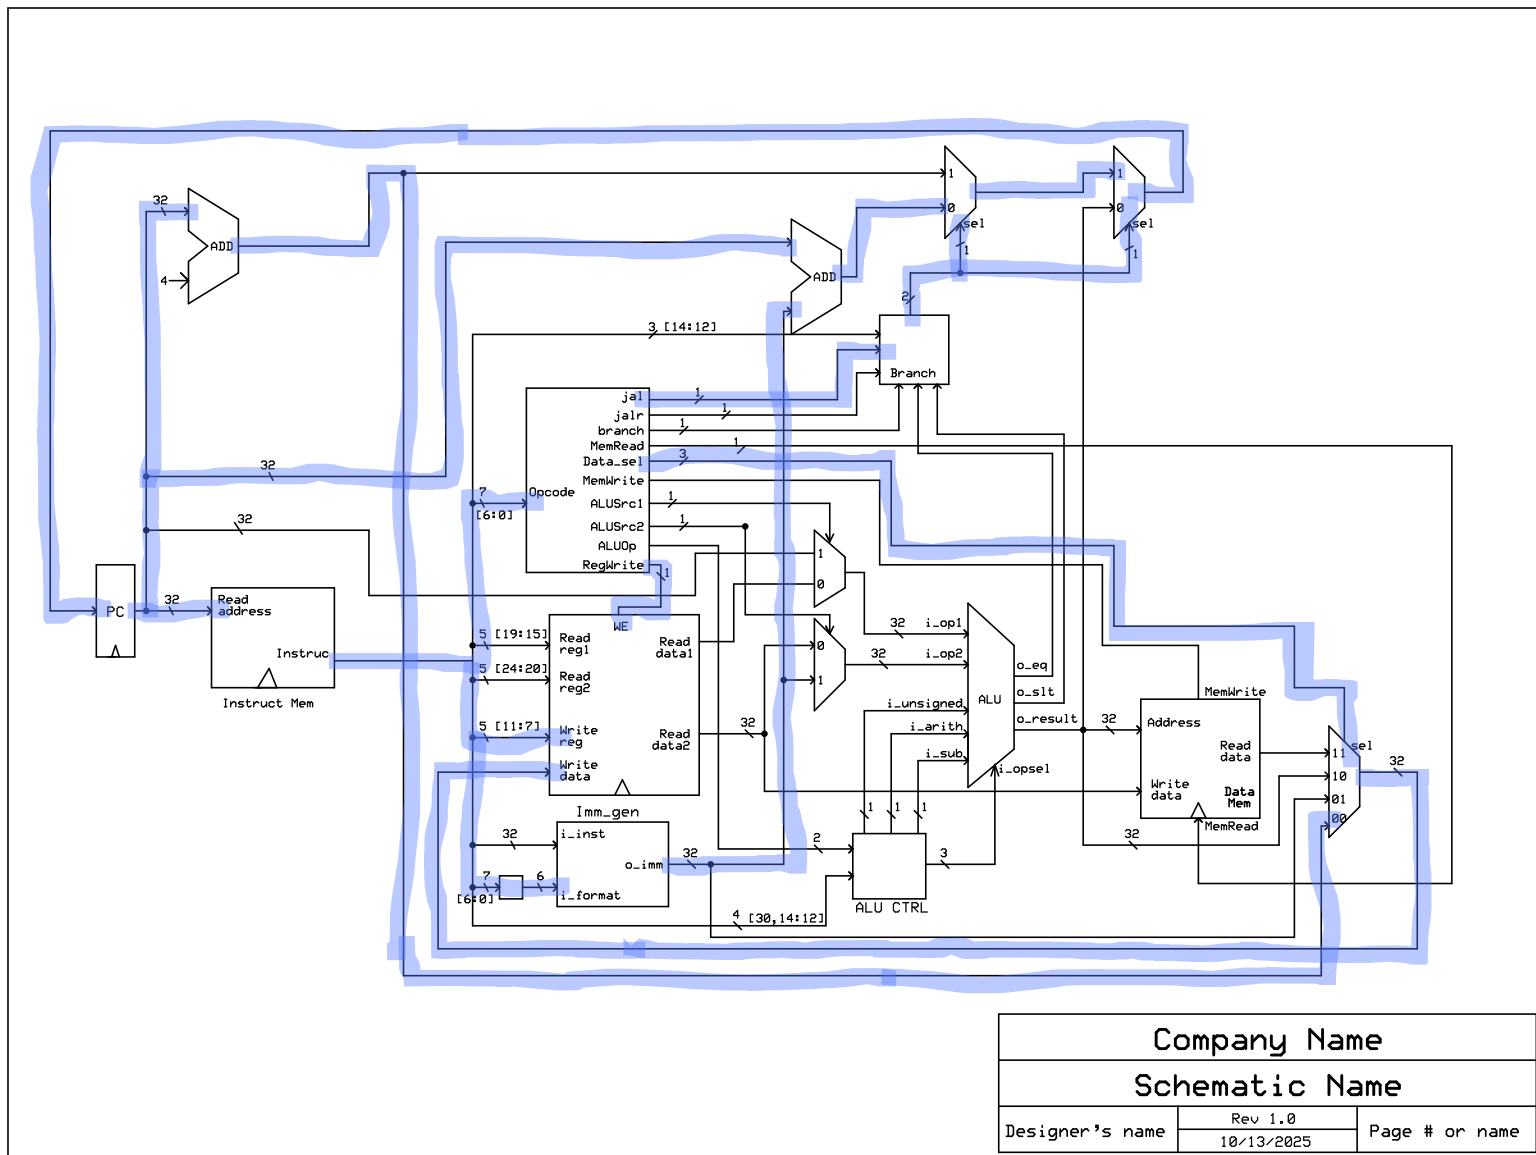 1
32
0
sel
1
1
0
sel
1
ADD
4
ADD
2
3 [14:12]
Branch
jal
1
jalr
1
branch
1
MemRead
1
Data_sel
3
MemWrite
Opcode
7
[6:0]
ALUSrc1
1
ALUSrc2
1
ALUOp
RegWrite
1
32
32
1
0
PC
32
Read
address
Instruc
Instruct Mem
WE
5 [19:15]
Read
reg1
Read
data1
5 [24:20]
Read
reg2
5 [11:7]
Write
reg
Read
data2
32
Write
data
0
1
32
i_op1
32
i_op2
o_eq
ALU
o_slt
i_unsigned
o_result
32
i_arith
i_sub
i_opsel
MemWrite
Address
Read
data
Write
data
Data
Mem
MemRead
sel
11
10
01
00
32
32
Imm_gen
i_inst
32
o_imm
32
7
[6:0]
6
i_format
1
1
1
2
3
ALU CTRL
4 [30,14:12]
Company Name
Schematic Name
Designer's name
Rev 1.0
10/13/2025
Page # or name